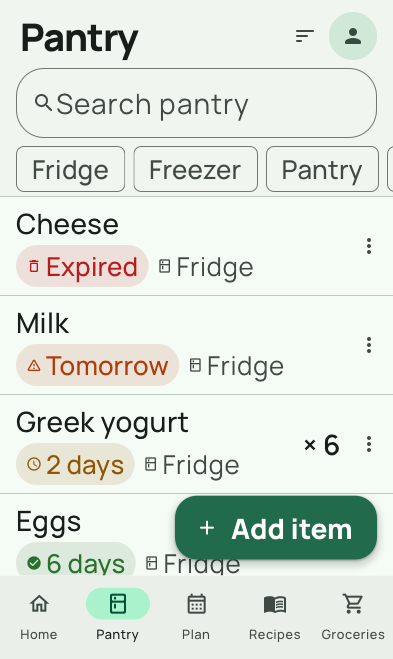 Pantry
Search pantry
Fridge Freezer Pantry
Cheese
Expired Fridge
Milk
Tomorrow Fridge
Greek yogurt
× 6
2 days Fridge
Eggs
+ Add item
6 days Fridge
Home Pantry Plan Recipes Groceries